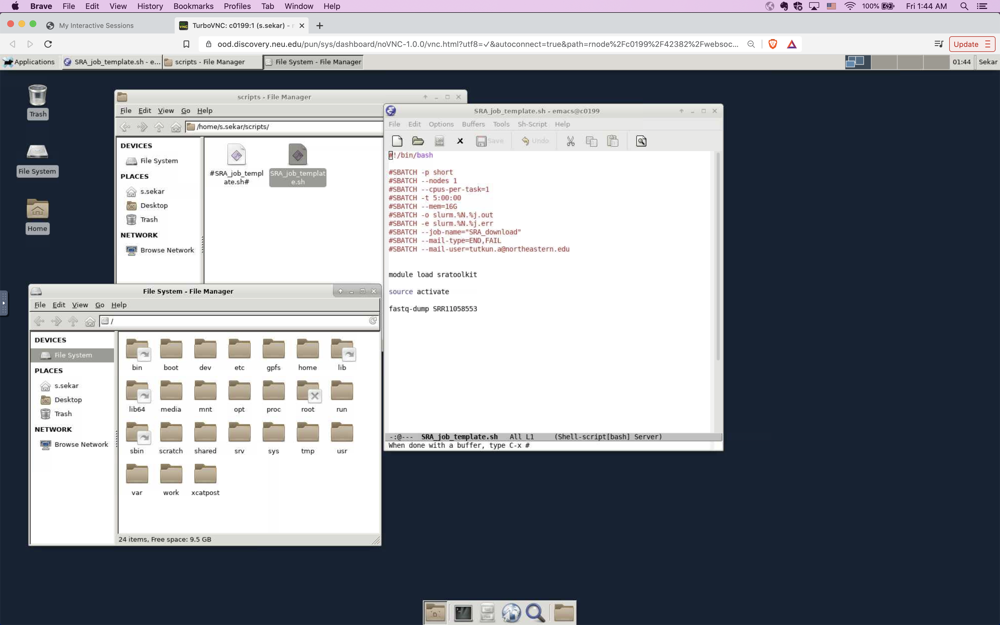 Brave File Edit View History Bookmarks Profiles Tab Window Help 100% Fri 1:44 AM
My Interactive Sessions TurboVNC: c0199:1 (s.sekar) -
ood.discovery.neu.edu/pun/sys/dashboard/noVNC-1.0.0/vnc.html?utf8=✓&autoconnect=true&path=rnode%2Fc0199%2F42382%2Fwebsoc... Update
Applications SRA_job_template.sh - e... scripts - File Manager File System - File Manager 01:44 Sekar
Trash
File System
Home
scripts - File Manager
File Edit View Go Help
/home/s.sekar/scripts/
DEVICES
File System
PLACES
s.sekar
Desktop
Trash
NETWORK
Browse Network
#SRA_job_templ
ate.sh#
SRA_job_templat
e.sh
SRA_job_template.sh - emacs@c0199
File Edit Options Buffers Tools Sh-Script Help
Save Undo
#!/bin/bash
#SBATCH -p short
#SBATCH --nodes 1
#SBATCH --cpus-per-task=1
#SBATCH -t 5:00:00
#SBATCH --mem=16G
#SBATCH -o slurm.%N.%j.out
#SBATCH -e slurm.%N.%j.err
#SBATCH --job-name="SRA_download"
#SBATCH --mail-type=END,FAIL
#SBATCH --mail-user=tutkun.a@northeastern.edu
module load sratoolkit
source activate
fastq-dump SRR11058553
-:@--- SRA_job_template.sh All L1 (Shell-script[bash] Server)
When done with a buffer, type C-x #
File System - File Manager
File Edit View Go Help
/
DEVICES
File System
PLACES
s.sekar
Desktop
Trash
NETWORK
Browse Network
bin boot dev etc gpfs home lib
lib64 media mnt opt proc root run
sbin scratch shared srv sys tmp usr
var work xcatpost
24 items, Free space: 9.5 GB